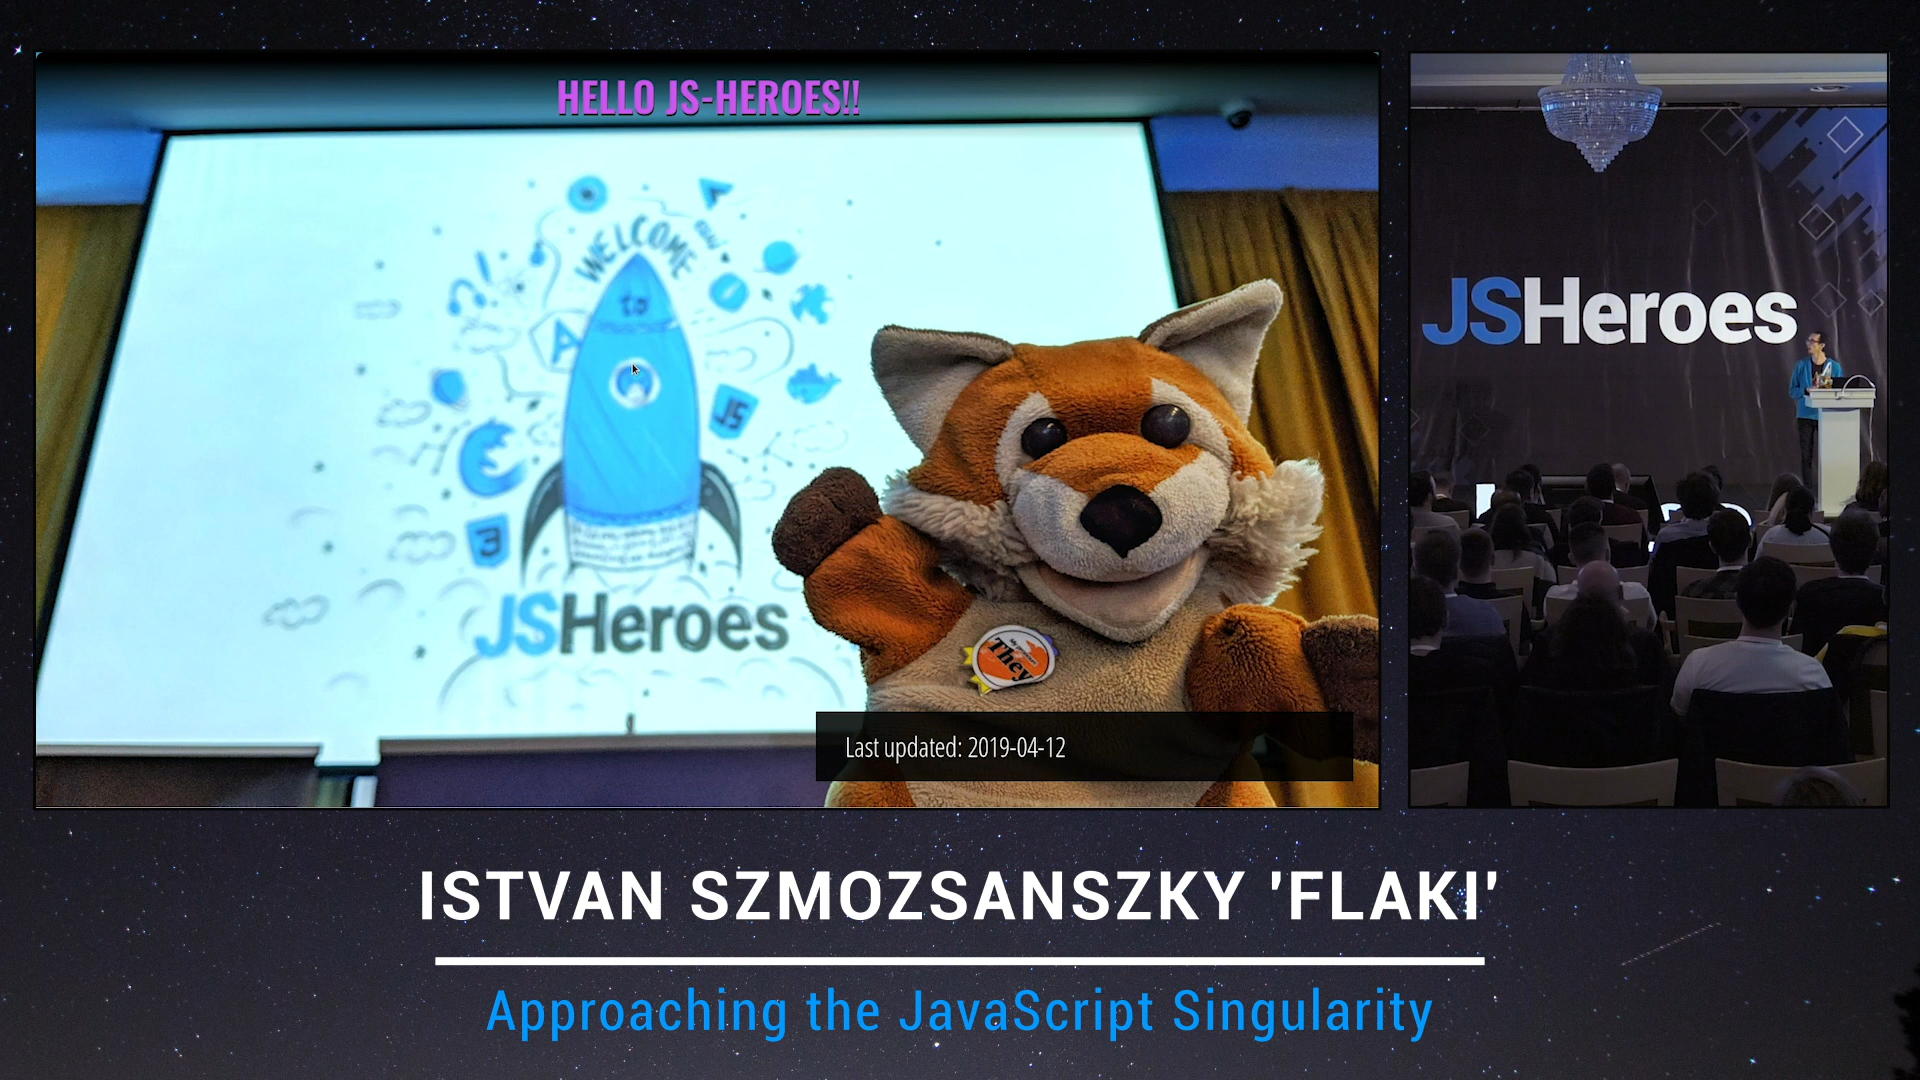 HELLO JS-HEROES!!
WELCOME
to
A
JS
3
JSHeroes
They
Last updated: 2019-04-12
JSHeroes
ISTVAN SZMOZSANSZKY 'FLAKI'
Approaching the JavaScript Singularity